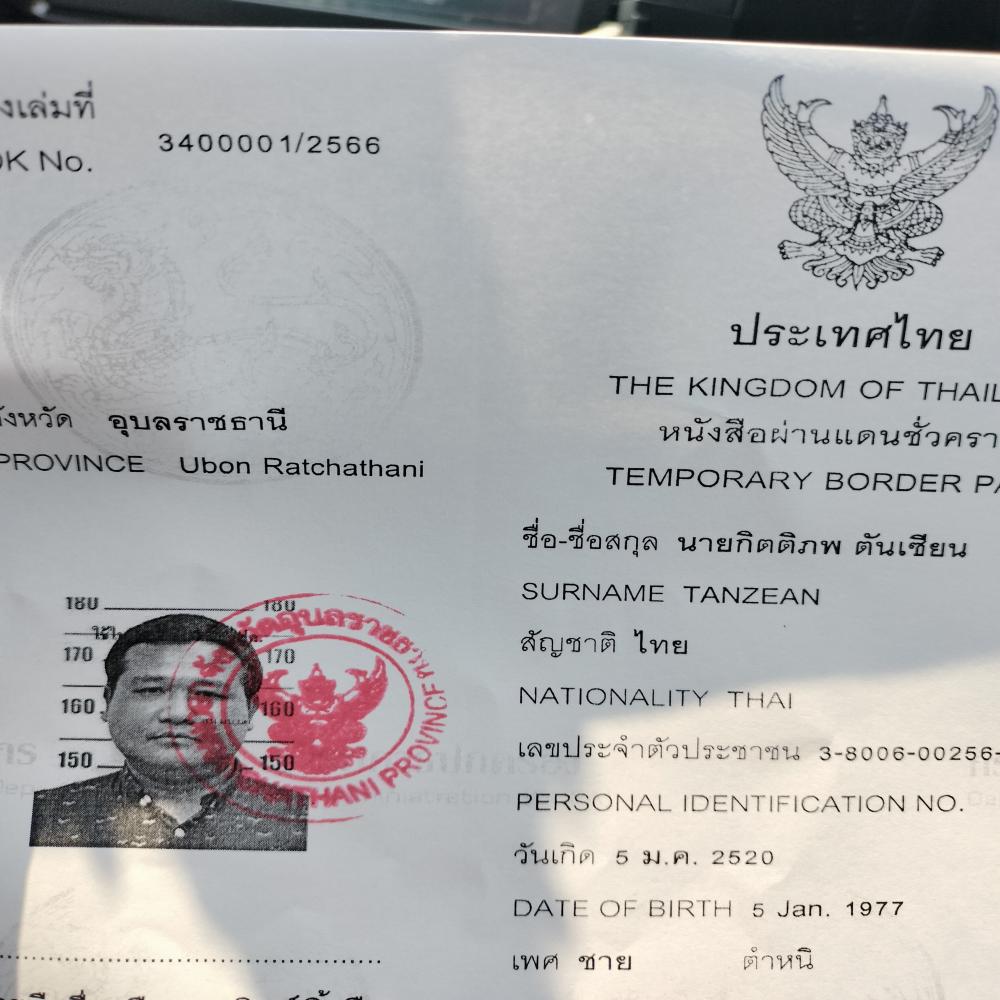 งเล่มที่
OK No. 3400001/2566
จังหวัด อุบลราชธานี
PROVINCE Ubon Ratchathani
180 180
170 170
160 160
150 150
PROVINCE
ประเทศไทย
THE KINGDOM OF THAIL
หนังสือผ่านแดนชั่วครา
TEMPORARY BORDER PA
ชื่อ-ชื่อสกุล นายกิตติภพ ตันเซียน
SURNAME TANZEAN
สัญชาติ ไทย
NATIONALITY THAI
เลขประจำตัวประชาชน 3-8006-00256-
PERSONAL IDENTIFICATION NO.
วันเกิด 5 ม.ค. 2520
DATE OF BIRTH 5 Jan. 1977
เพศ ชาย ตำหนิ